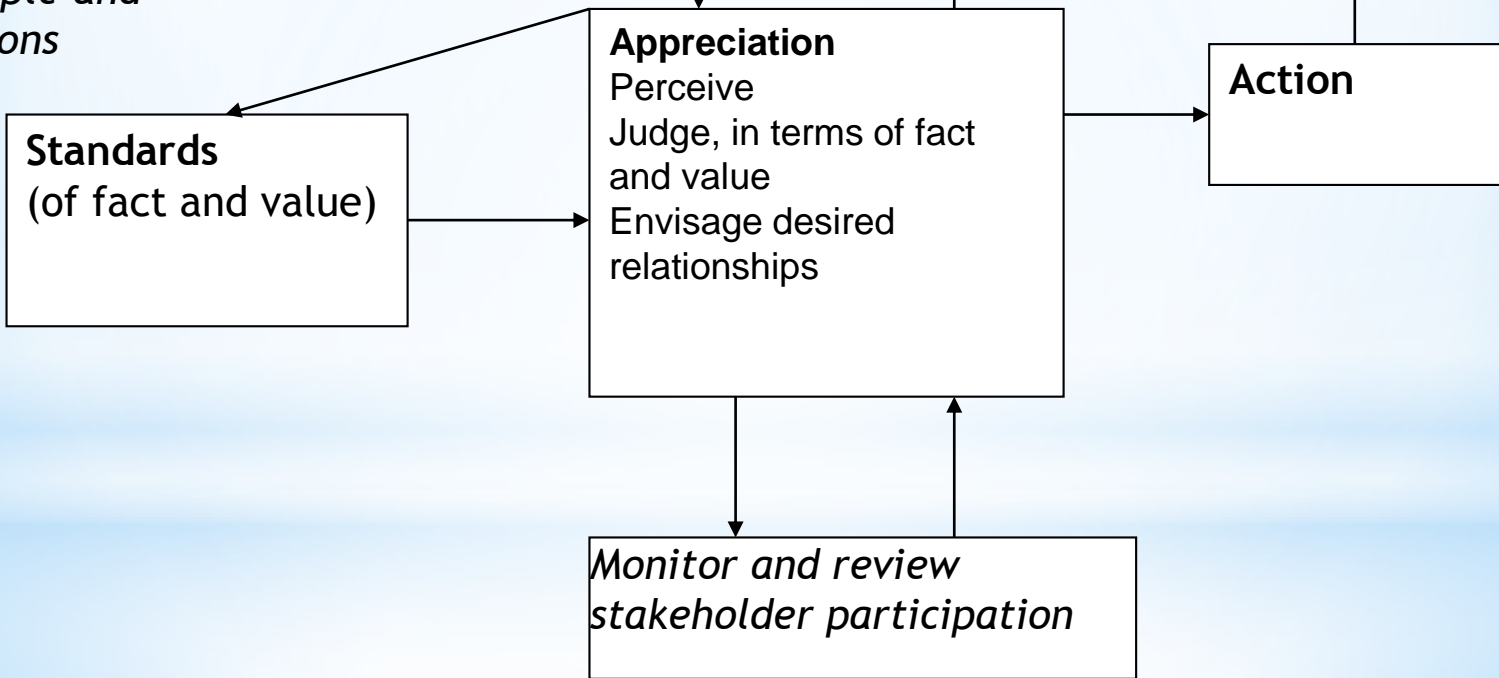 and
Appreciation
Perceive
Judge, in terms of fact
and value
Envisage desired
relationships
Action
Standards
(of fact and value)
Monitor and review
stakeholder participation